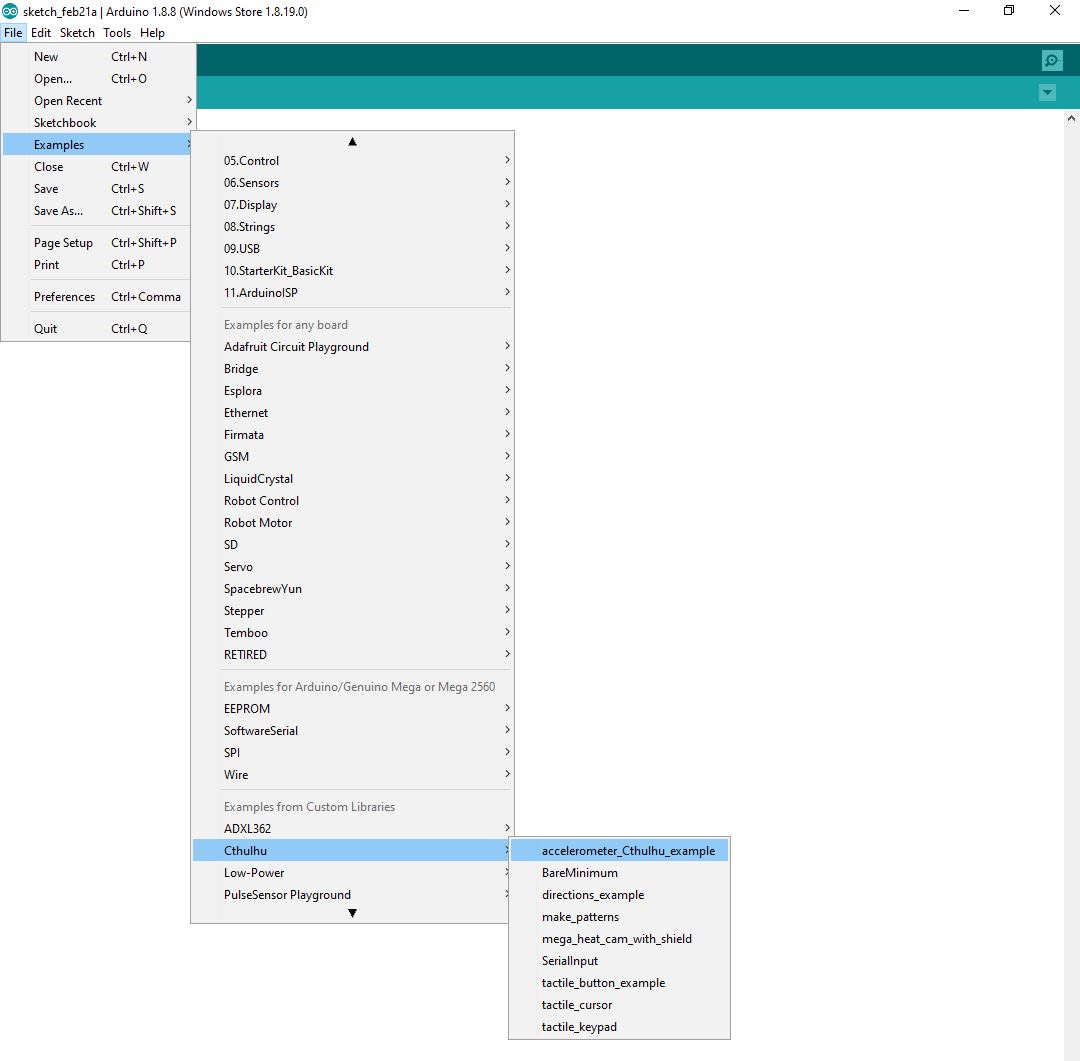 sketch_feb21a | Arduino 1.8.8 (Windows Store 1.8.19.0)
File Edit Sketch Tools Help
New Ctrl+N
Open... Ctrl+O
Open Recent
Sketchbook
Examples
Close Ctrl+W
Save Ctrl+S
Save As... Ctrl+Shift+S
Page Setup Ctrl+Shift+P
Print Ctrl+P
Preferences Ctrl+Comma
Quit Ctrl+Q
05.Control
06.Sensors
07.Display
08.Strings
09.USB
10.StarterKit_BasicKit
11.ArduinoISP
Examples for any board
Adafruit Circuit Playground
Bridge
Esplora
Ethernet
Firmata
GSM
LiquidCrystal
Robot Control
Robot Motor
SD
Servo
SpacebrewYun
Stepper
Temboo
RETIRED
Examples for Arduino/Genuino Mega or Mega 2560
EEPROM
SoftwareSerial
SPI
Wire
Examples from Custom Libraries
ADXL362
Cthulhu
Low-Power
PulseSensor Playground
accelerometer_Cthulhu_example
BareMinimum
directions_example
make_patterns
mega_heat_cam_with_shield
SerialInput
tactile_button_example
tactile_cursor
tactile_keypad